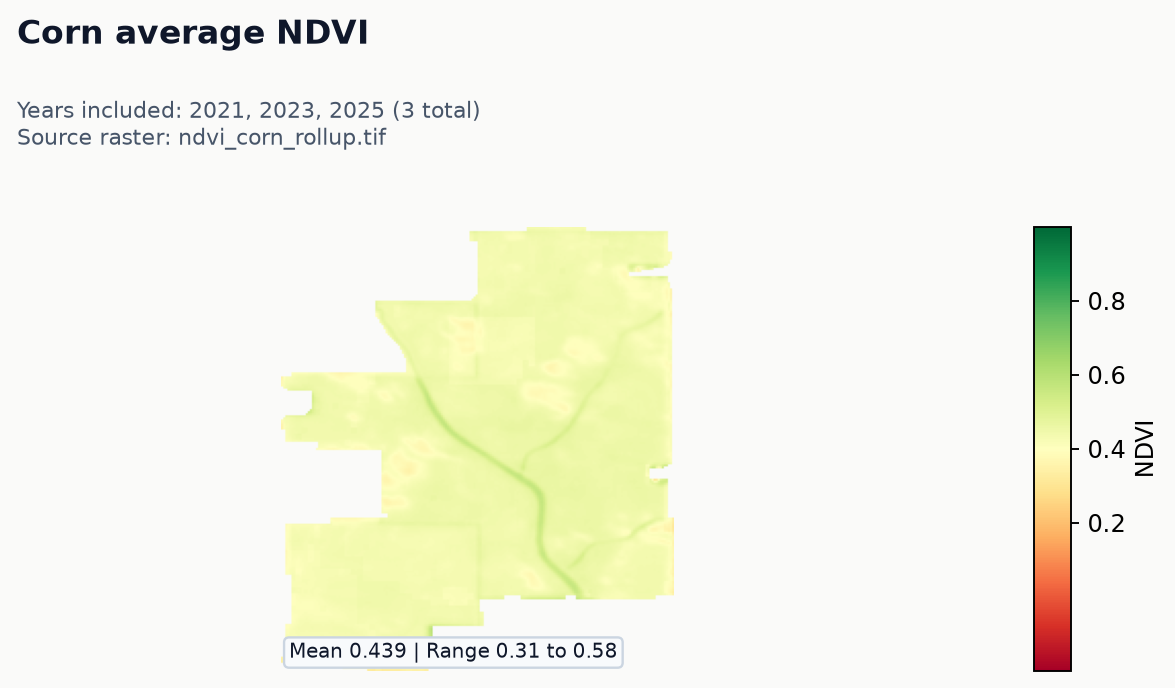 Corn average NDVI
Years included: 2021, 2023, 2025 (3 total)
Source raster: ndvi_corn_rollup.tif
0.8
0.6
0.4
0.2
NDVI
Mean 0.439 | Range 0.31 to 0.58